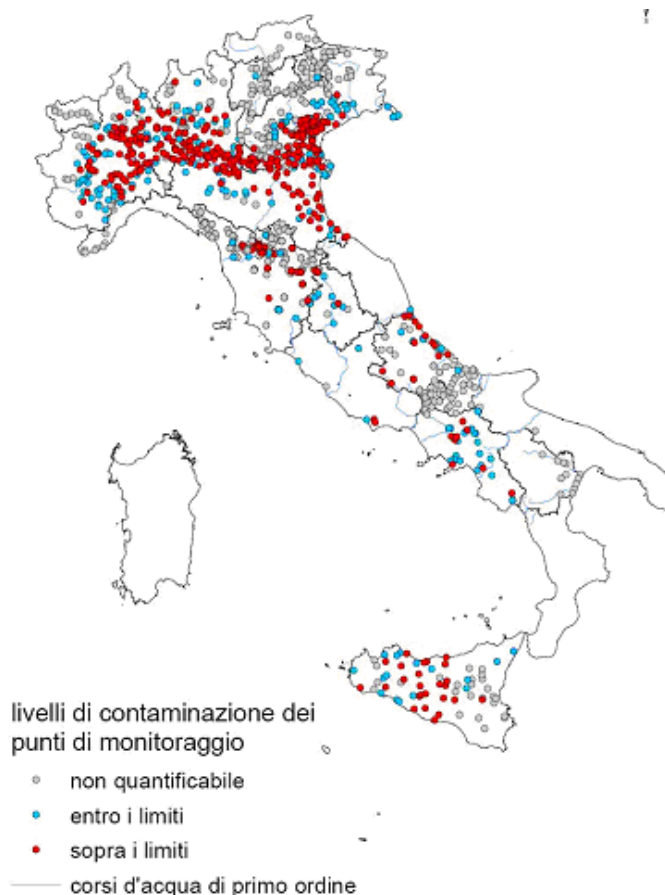 livelli di contaminazione dei
punti di monitoraggio
non quantificabile
entro i limiti
sopra i limiti
corsi d'acqua di primo ordine